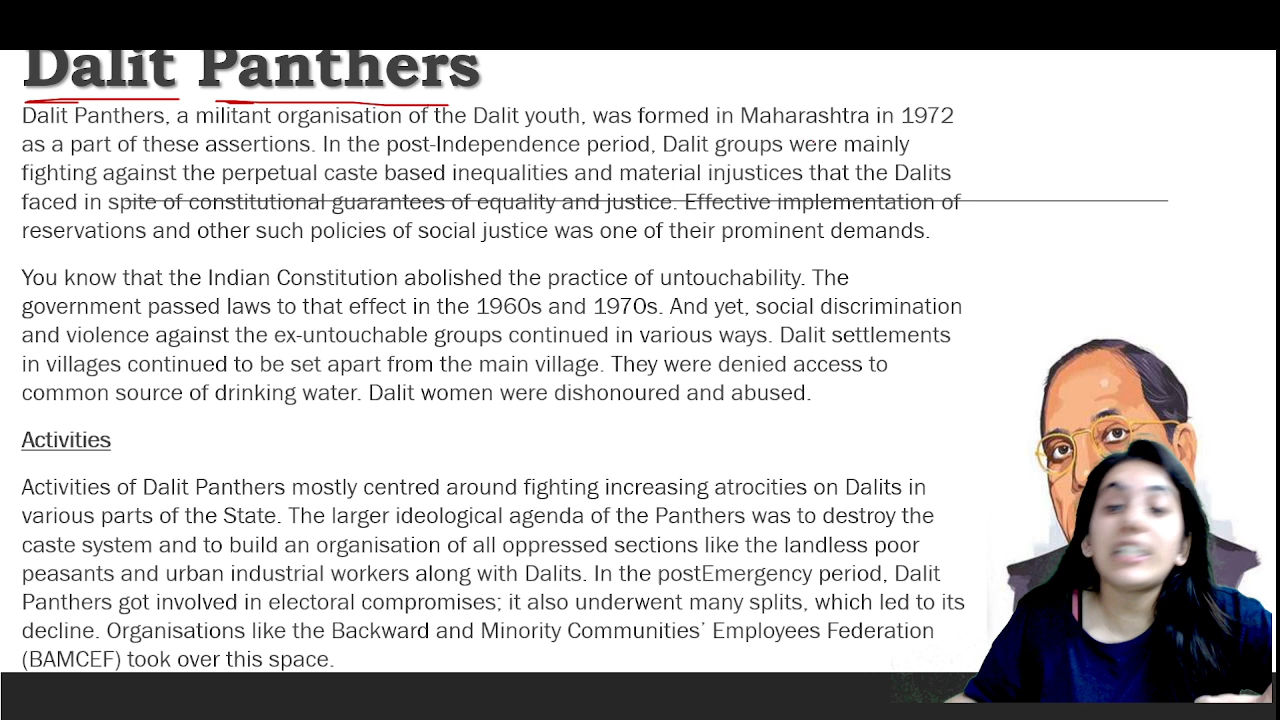 Dalit Panthers
Dalit Panthers, a militant organisation of the Dalit youth, was formed in Maharashtra in 1972
as a part of these assertions. In the post-Independence period, Dalit groups were mainly
fighting against the perpetual caste based inequalities and material injustices that the Dalits
faced in spite of constitutional guarantees of equality and justice. Effective implementation of
reservations and other such policies of social justice was one of their prominent demands.
You know that the Indian Constitution abolished the practice of untouchability. The
government passed laws to that effect in the 1960s and 1970s. And yet, social discrimination
and violence against the ex-untouchable groups continued in various ways. Dalit settlements
in villages continued to be set apart from the main village. They were denied access to
common source of drinking water. Dalit women were dishonoured and abused.
Activities
Activities of Dalit Panthers mostly centred around fighting increasing atrocities on Dalits in
various parts of the State. The larger ideological agenda of the Panthers was to destroy the
caste system and to build an organisation of all oppressed sections like the landless poor
peasants and urban industrial workers along with Dalits. In the postEmergency period, Dalit
Panthers got involved in electoral compromises; it also underwent many splits, which led to its
decline. Organisations like the Backward and Minority Communities’ Employees Federation
(BAMCEF) took over this space.